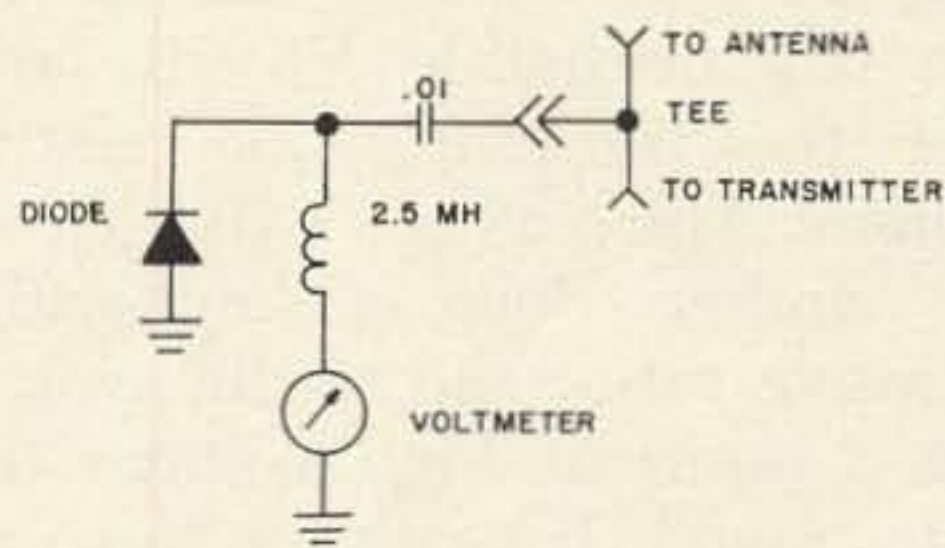 TO ANTENNA
.01
TEE
TO TRANSMITTER
DIODE
2.5 MH
VOLTMETER